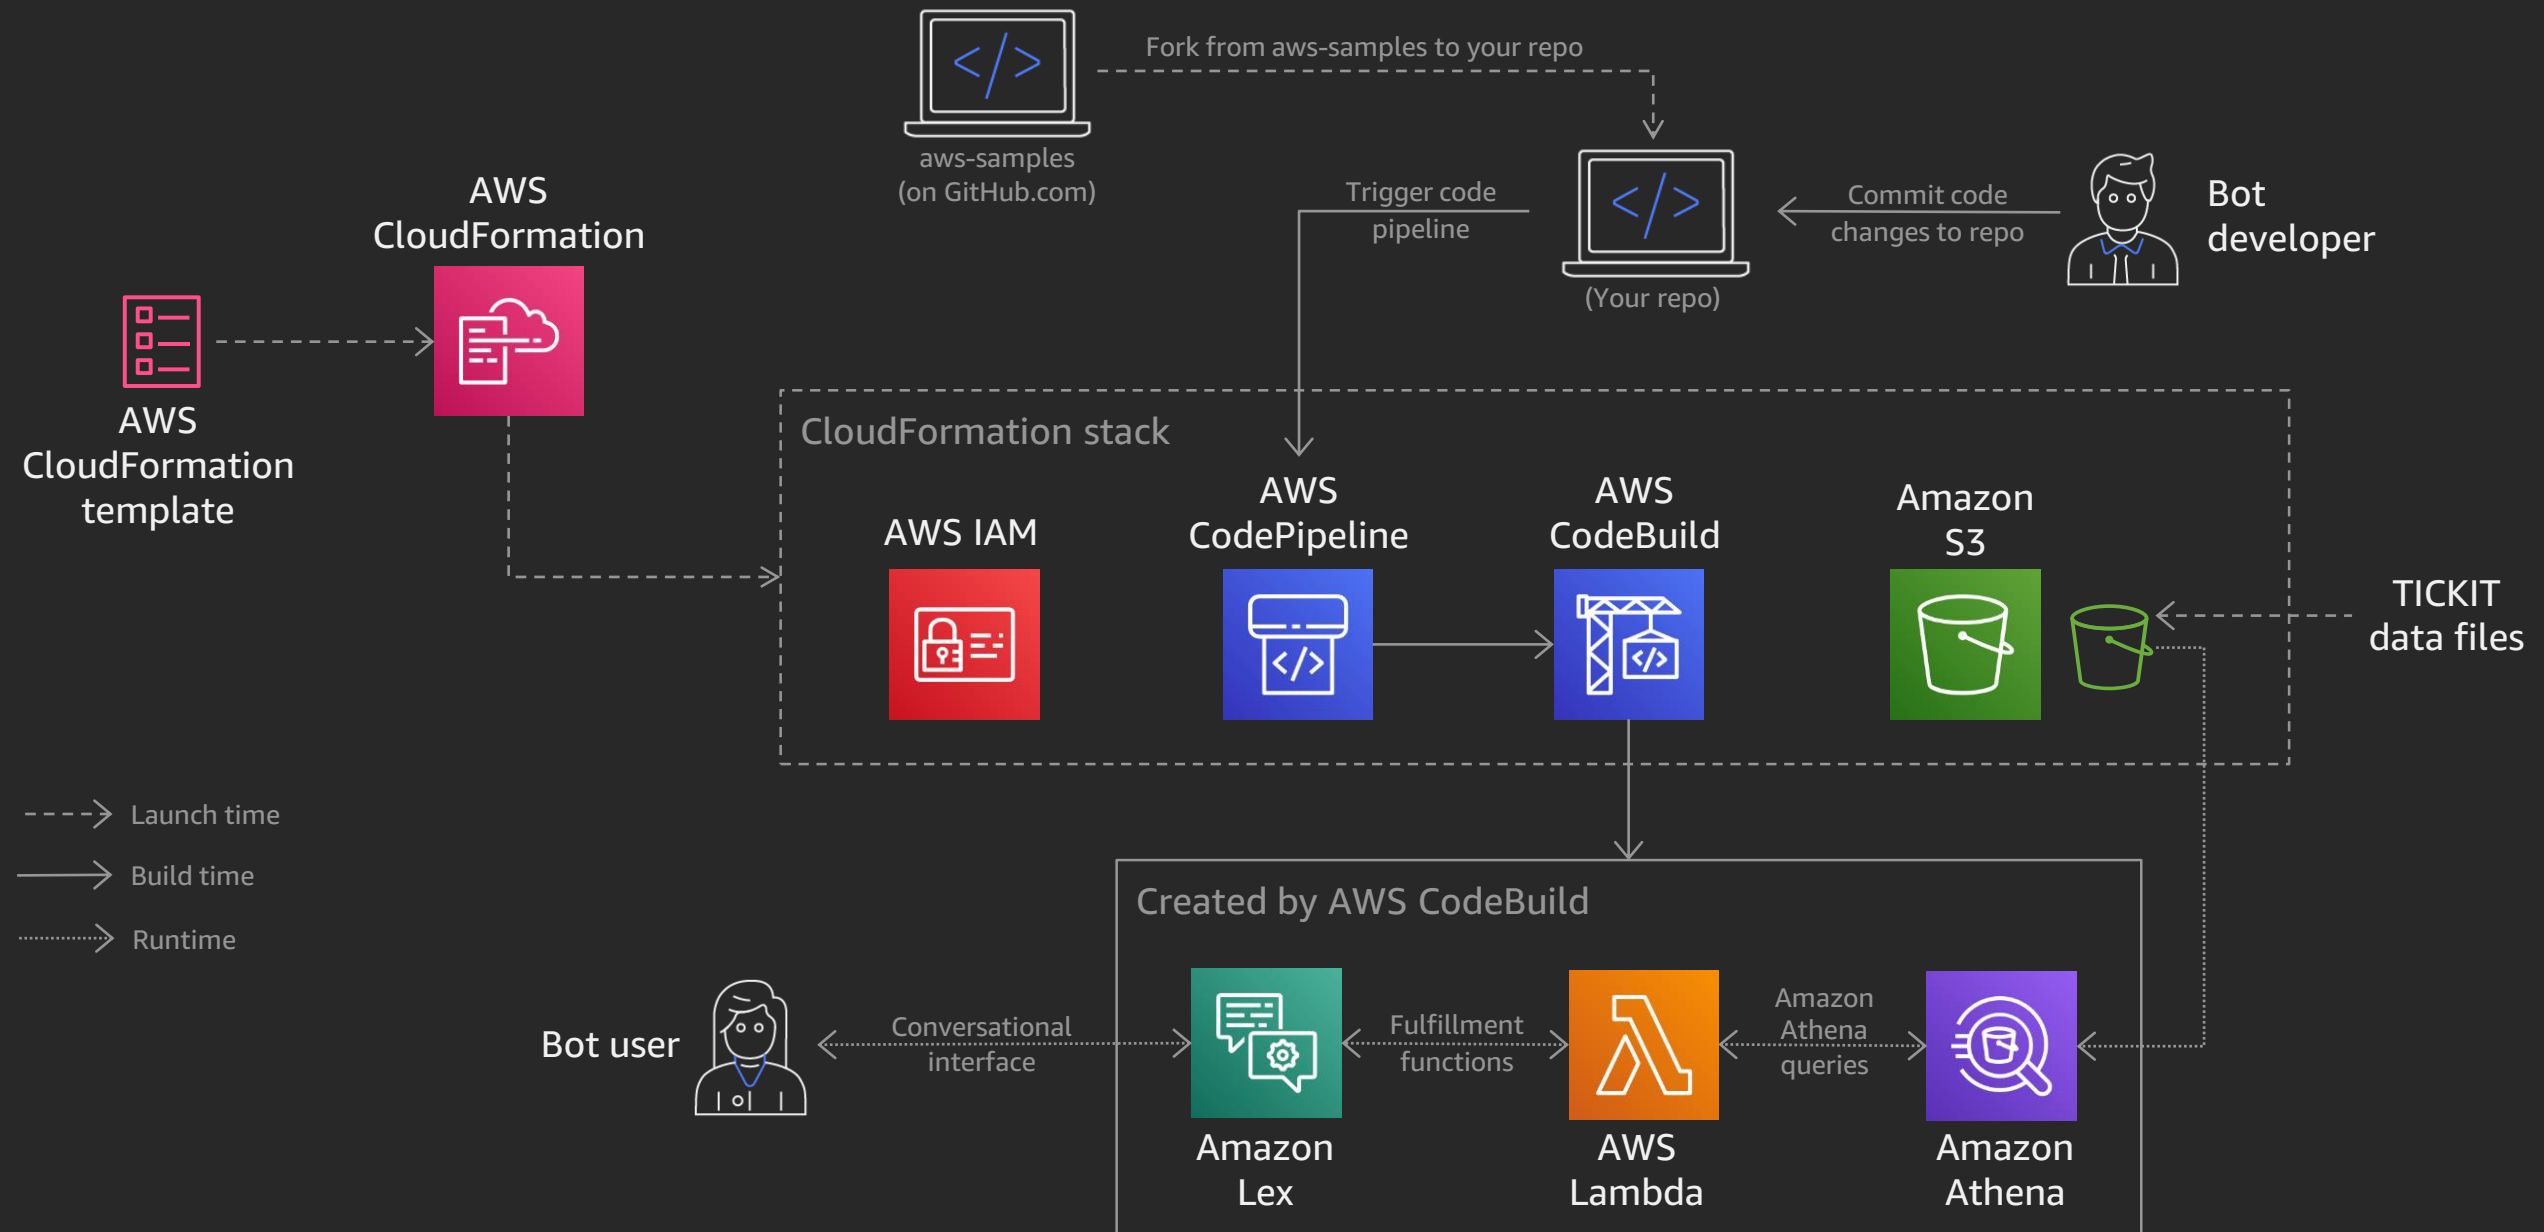 Fork from aws-samples to your repo
aws-samples
(on GitHub.com)
AWS
CloudFormation
Trigger code
pipeline
(Your repo)
Commit code
changes to repo
Bot
developer
AWS
CloudFormation
template
CloudFormation stack
AWS IAM
AWS
CodePipeline
AWS
CodeBuild
Amazon
S3
TICKIT
data files
Launch time
Build time
Runtime
Created by AWS CodeBuild
Bot user
Conversational
interface
Fulfillment
functions
Amazon
Athena
queries
Amazon
Lex
AWS
Lambda
Amazon
Athena